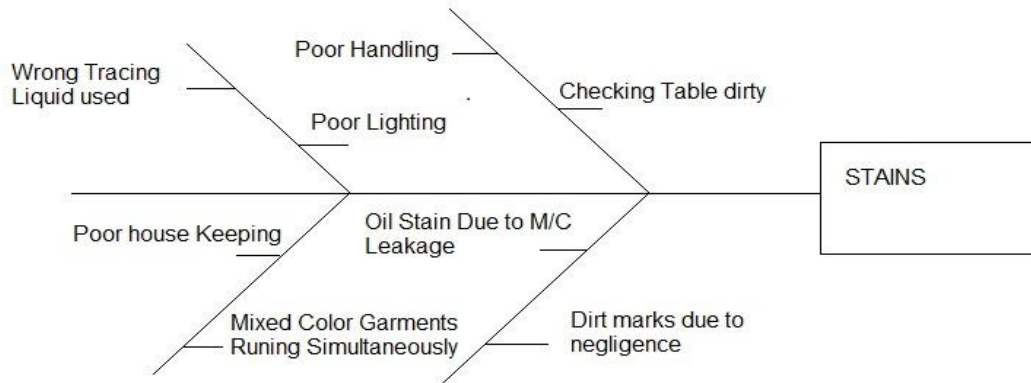 Poor Handling
Wrong Tracing
Liquid used
Checking Table dirty
Poor Lighting
STAINS
Oil Stain Due to M/C
Leakage
Poor house Keeping
Mixed Color Garments
Runing Simultaneously
Dirt marks due to
negligence